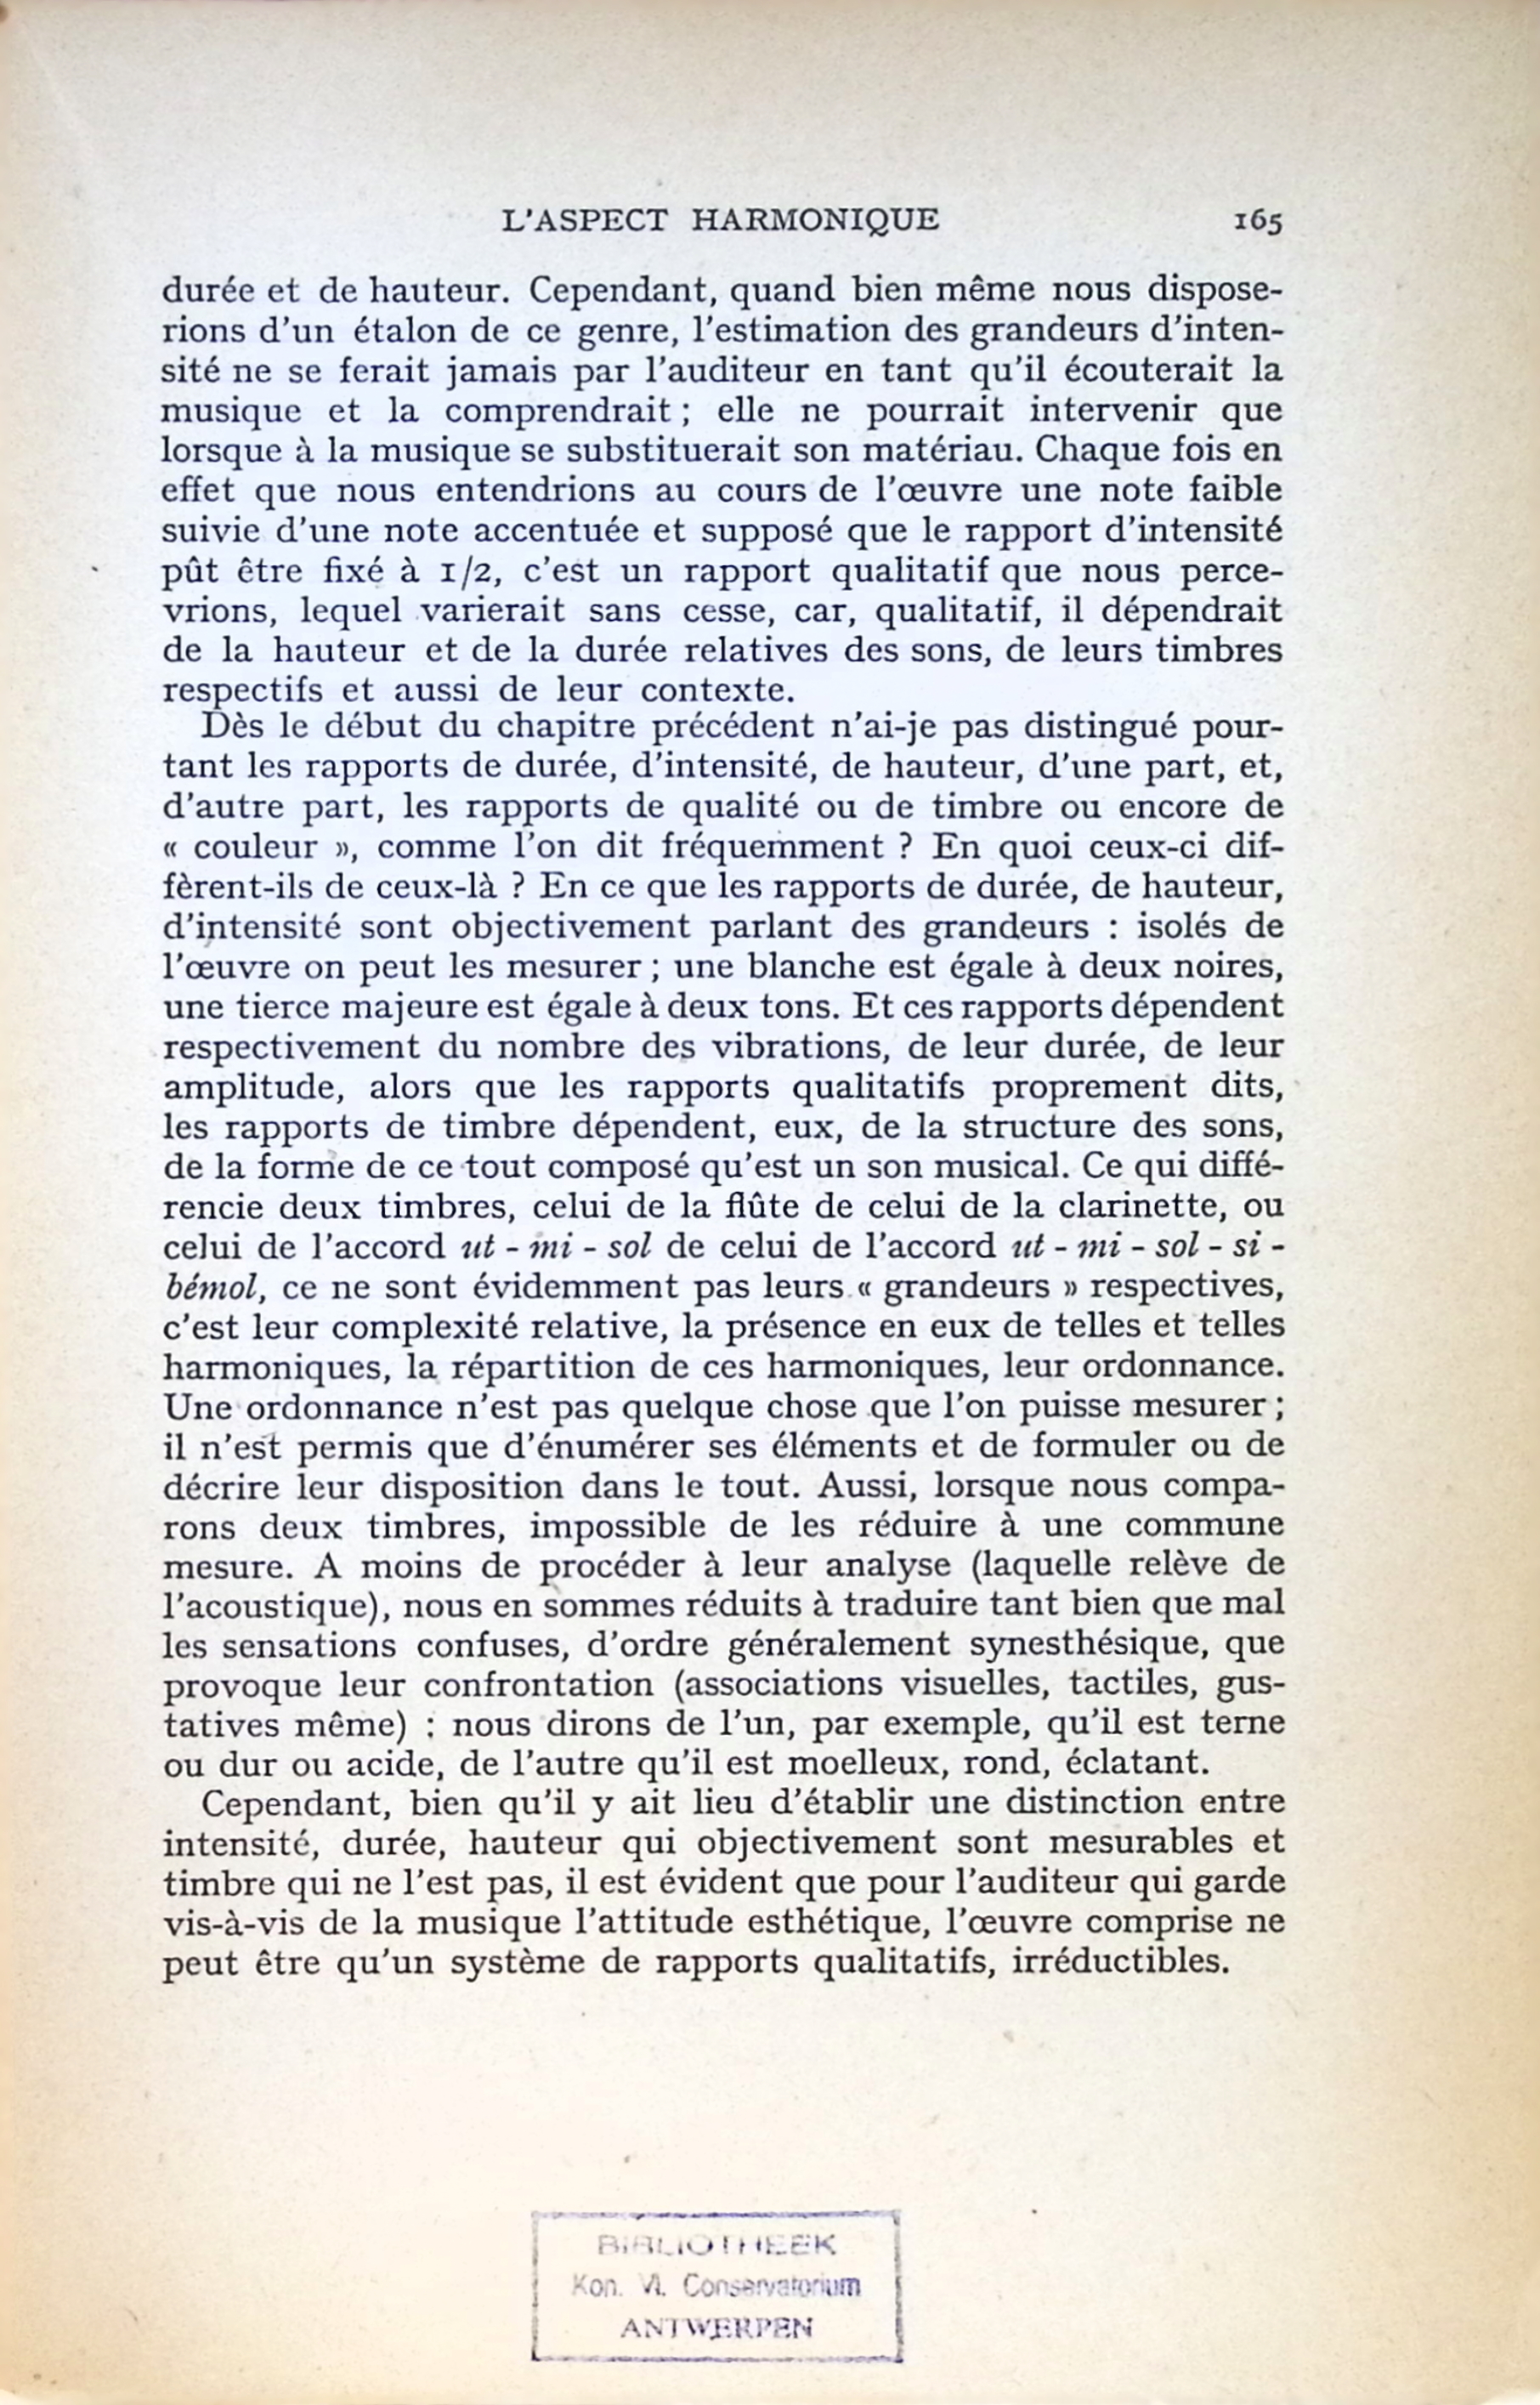 L'ASPECT HARMONIQUE 165
durée et de hauteur. Cependant, quand bien même nous dispose-
rions d'un étalon de ce genre, l'estimation des grandeurs d'inten-
sité ne se ferait jamais par l'auditeur en tant qu'il écouterait la
musique et la comprendrait ; elle ne pourrait intervenir que
lorsque à la musique se substituerait son matériau. Chaque fois en
effet que nous entendrions au cours de l'œuvre une note faible
suivie d'une note accentuée et supposé que le rapport d'intensité
pût être fixé à 1/2, c'est un rapport qualitatif que nous perce-
vrions, lequel varierait sans cesse, car, qualitatif, il dépendrait
de la hauteur et de la durée relatives des sons, de leurs timbres
respectifs et aussi de leur contexte.
Dès le début du chapitre précédent n'ai-je pas distingué pour-
tant les rapports de durée, d'intensité, de hauteur, d'une part, et,
d'autre part, les rapports de qualité ou de timbre ou encore de
« couleur », comme l'on dit fréquemment ? En quoi ceux-ci dif-
fèrent-ils de ceux-là ? En ce que les rapports de durée, de hauteur,
d'intensité sont objectivement parlant des grandeurs : isolés de
l'œuvre on peut les mesurer ; une blanche est égale à deux noires,
une tierce majeure est égale à deux tons. Et ces rapports dépendent
respectivement du nombre des vibrations, de leur durée, de leur
amplitude, alors que les rapports qualitatifs proprement dits,
les rapports de timbre dépendent, eux, de la structure des sons,
de la forme de ce tout composé qu'est un son musical. Ce qui diffé-
rencie deux timbres, celui de la flûte de celui de la clarinette, ou
celui de l'accord ut - mi - sol de celui de l'accord ut - mi - sol - si -
bémol, ce ne sont évidemment pas leurs « grandeurs » respectives,
c'est leur complexité relative, la présence en eux de telles et telles
harmoniques, la répartition de ces harmoniques, leur ordonnance.
Une ordonnance n'est pas quelque chose que l'on puisse mesurer ;
il n'est permis que d'énumérer ses éléments et de formuler ou de
décrire leur disposition dans le tout. Aussi, lorsque nous compa-
rons deux timbres, impossible de les réduire à une commune
mesure. A moins de procéder à leur analyse (laquelle relève de
l'acoustique), nous en sommes réduits à traduire tant bien que mal
les sensations confuses, d'ordre généralement synesthésique, que
provoque leur confrontation (associations visuelles, tactiles, gus-
tatives même) : nous dirons de l'un, par exemple, qu'il est terne
ou dur ou acide, de l'autre qu'il est moelleux, rond, éclatant.
Cependant, bien qu'il y ait lieu d'établir une distinction entre
intensité, durée, hauteur qui objectivement sont mesurables et
timbre qui ne l'est pas, il est évident que pour l'auditeur qui garde
vis-à-vis de la musique l'attitude esthétique, l'œuvre comprise ne
peut être qu'un système de rapports qualitatifs, irréductibles.
BIBLIOTHEEK
Kon. Vl. Conservatorium
ANTWERPEN